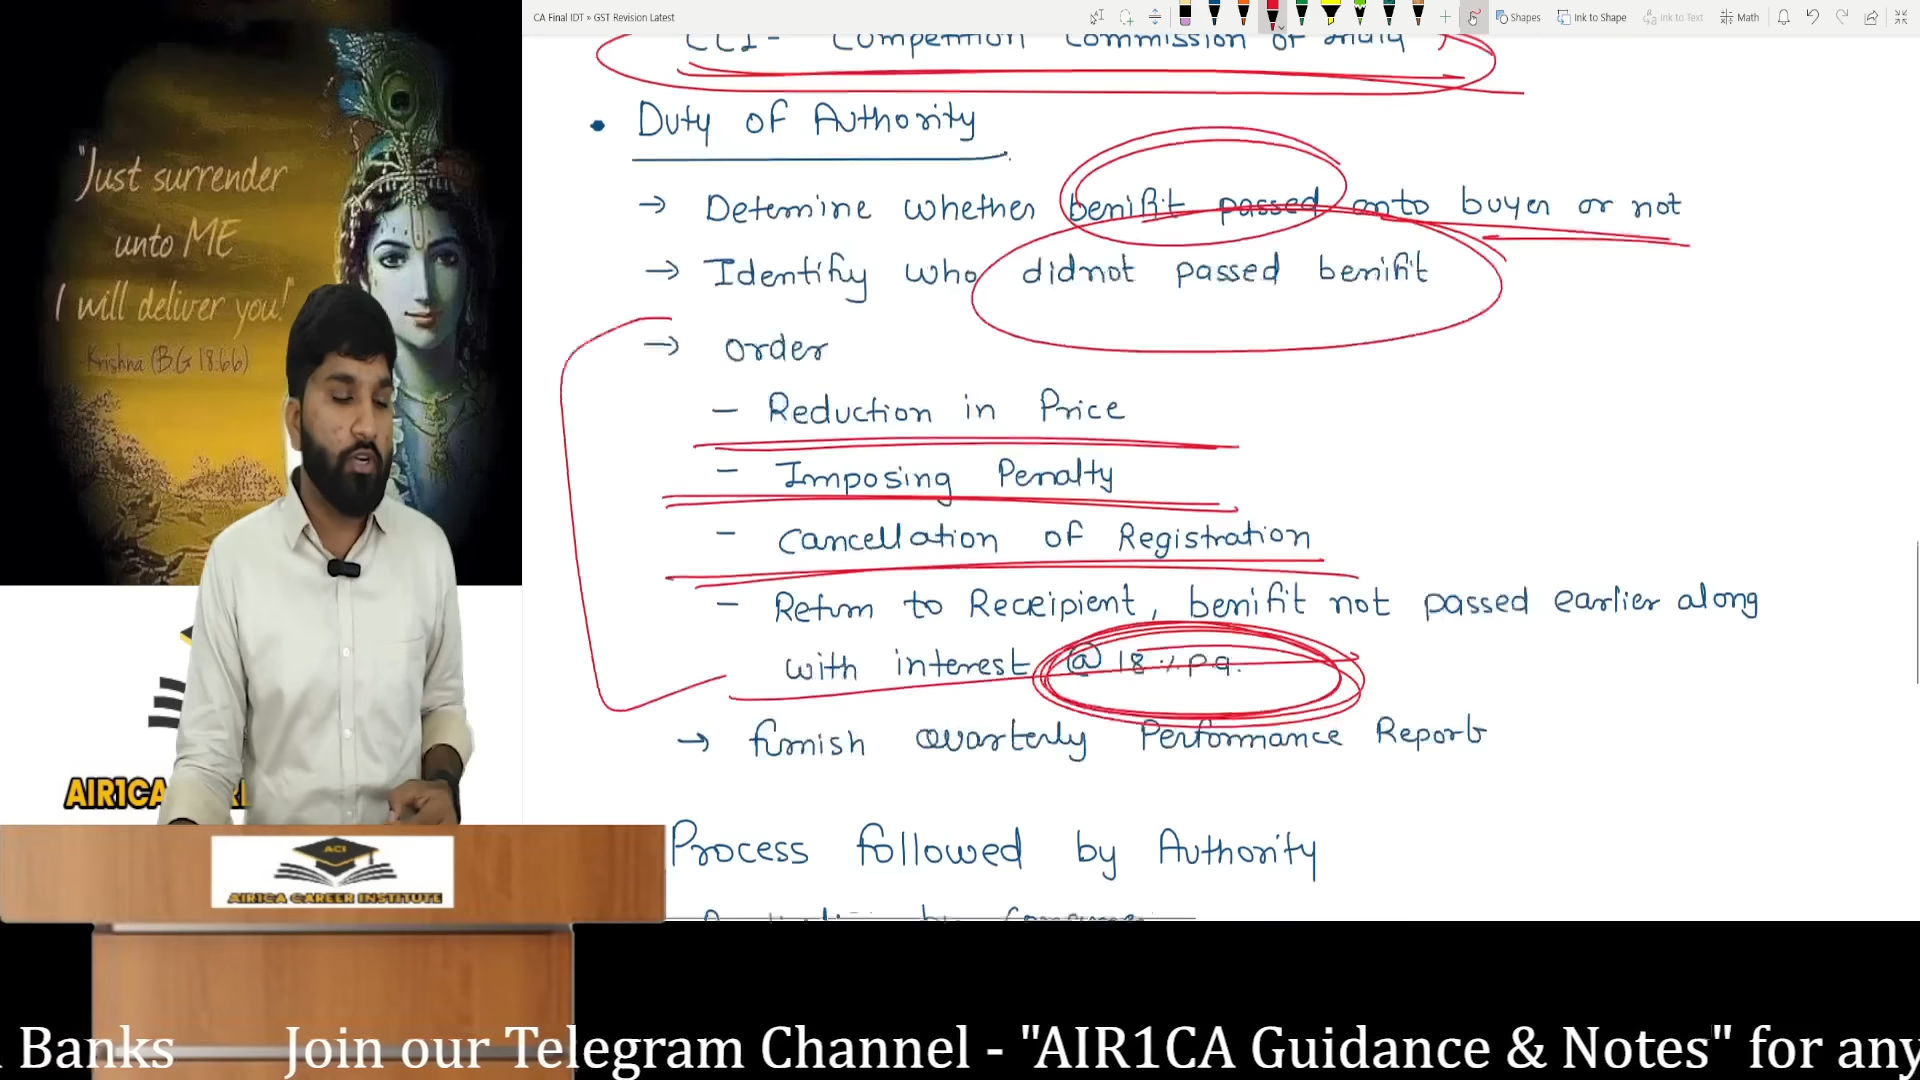 CA Final IDT » GST Revision Latest
Shapes
Ink to Shape
Ink to Text
Math
CCI - Competition Commission of India
"Just surrender
unto ME
I will deliver you!"
-Krishna (B.G 18:66)
• Duty of Authority
→ Determine whether benifit passed onto buyer or not
→ Identify who didnot passed benifit
→ order
- Reduction in Price
- Imposing Penalty
- Cancellation of Registration
- Return to Receipient, benifit not passed earlier along
with interest @ 18 % p.a.
→ furnish Quarterly Performance Report
Process followed by Authority
AIR1CA
ACI
AIR1CA CAREER INSTITUTE
Banks Join our Telegram Channel - "AIR1CA Guidance & Notes" for any